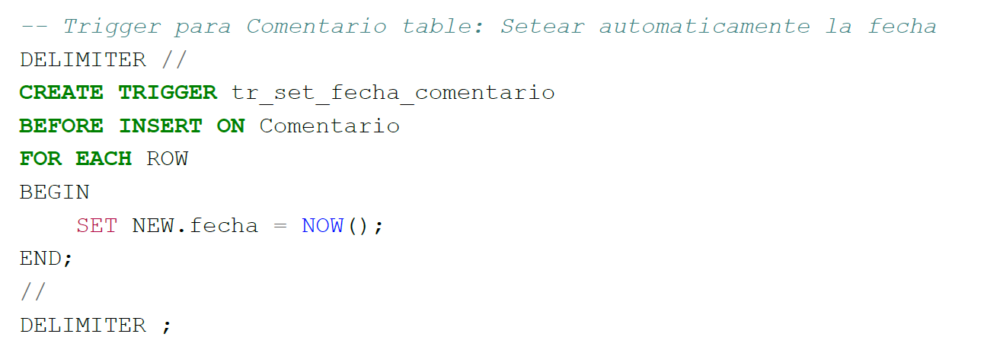 -- Trigger para Comentario table: Setear automaticamente la fecha
DELIMITER //
CREATE TRIGGER tr_set_fecha_comentario
BEFORE INSERT ON Comentario
FOR EACH ROW
BEGIN
    SET NEW.fecha = NOW();
END;
//
DELIMITER ;